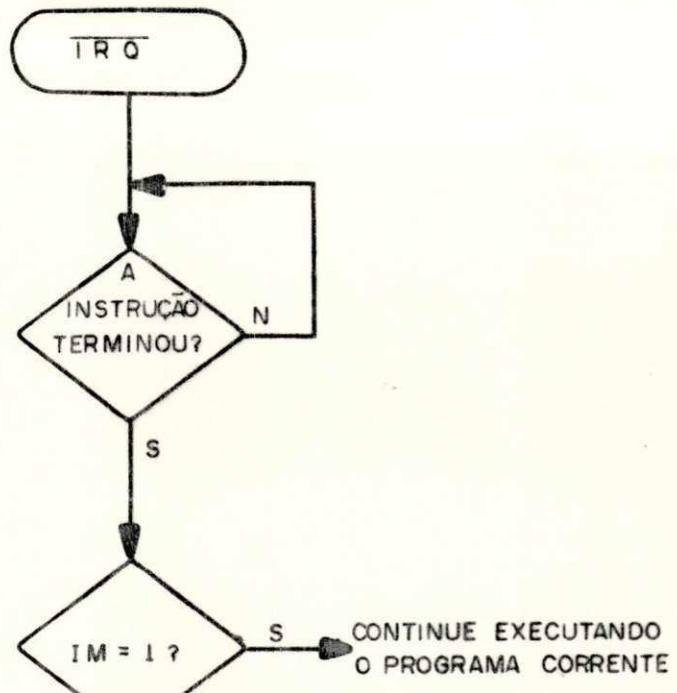 IRQ
A
INSTRUÇÃO
TERMINOU?
N
S
IM = 1 ?
S
CONTINUE EXECUTANDO
O PROGRAMA CORRENTE